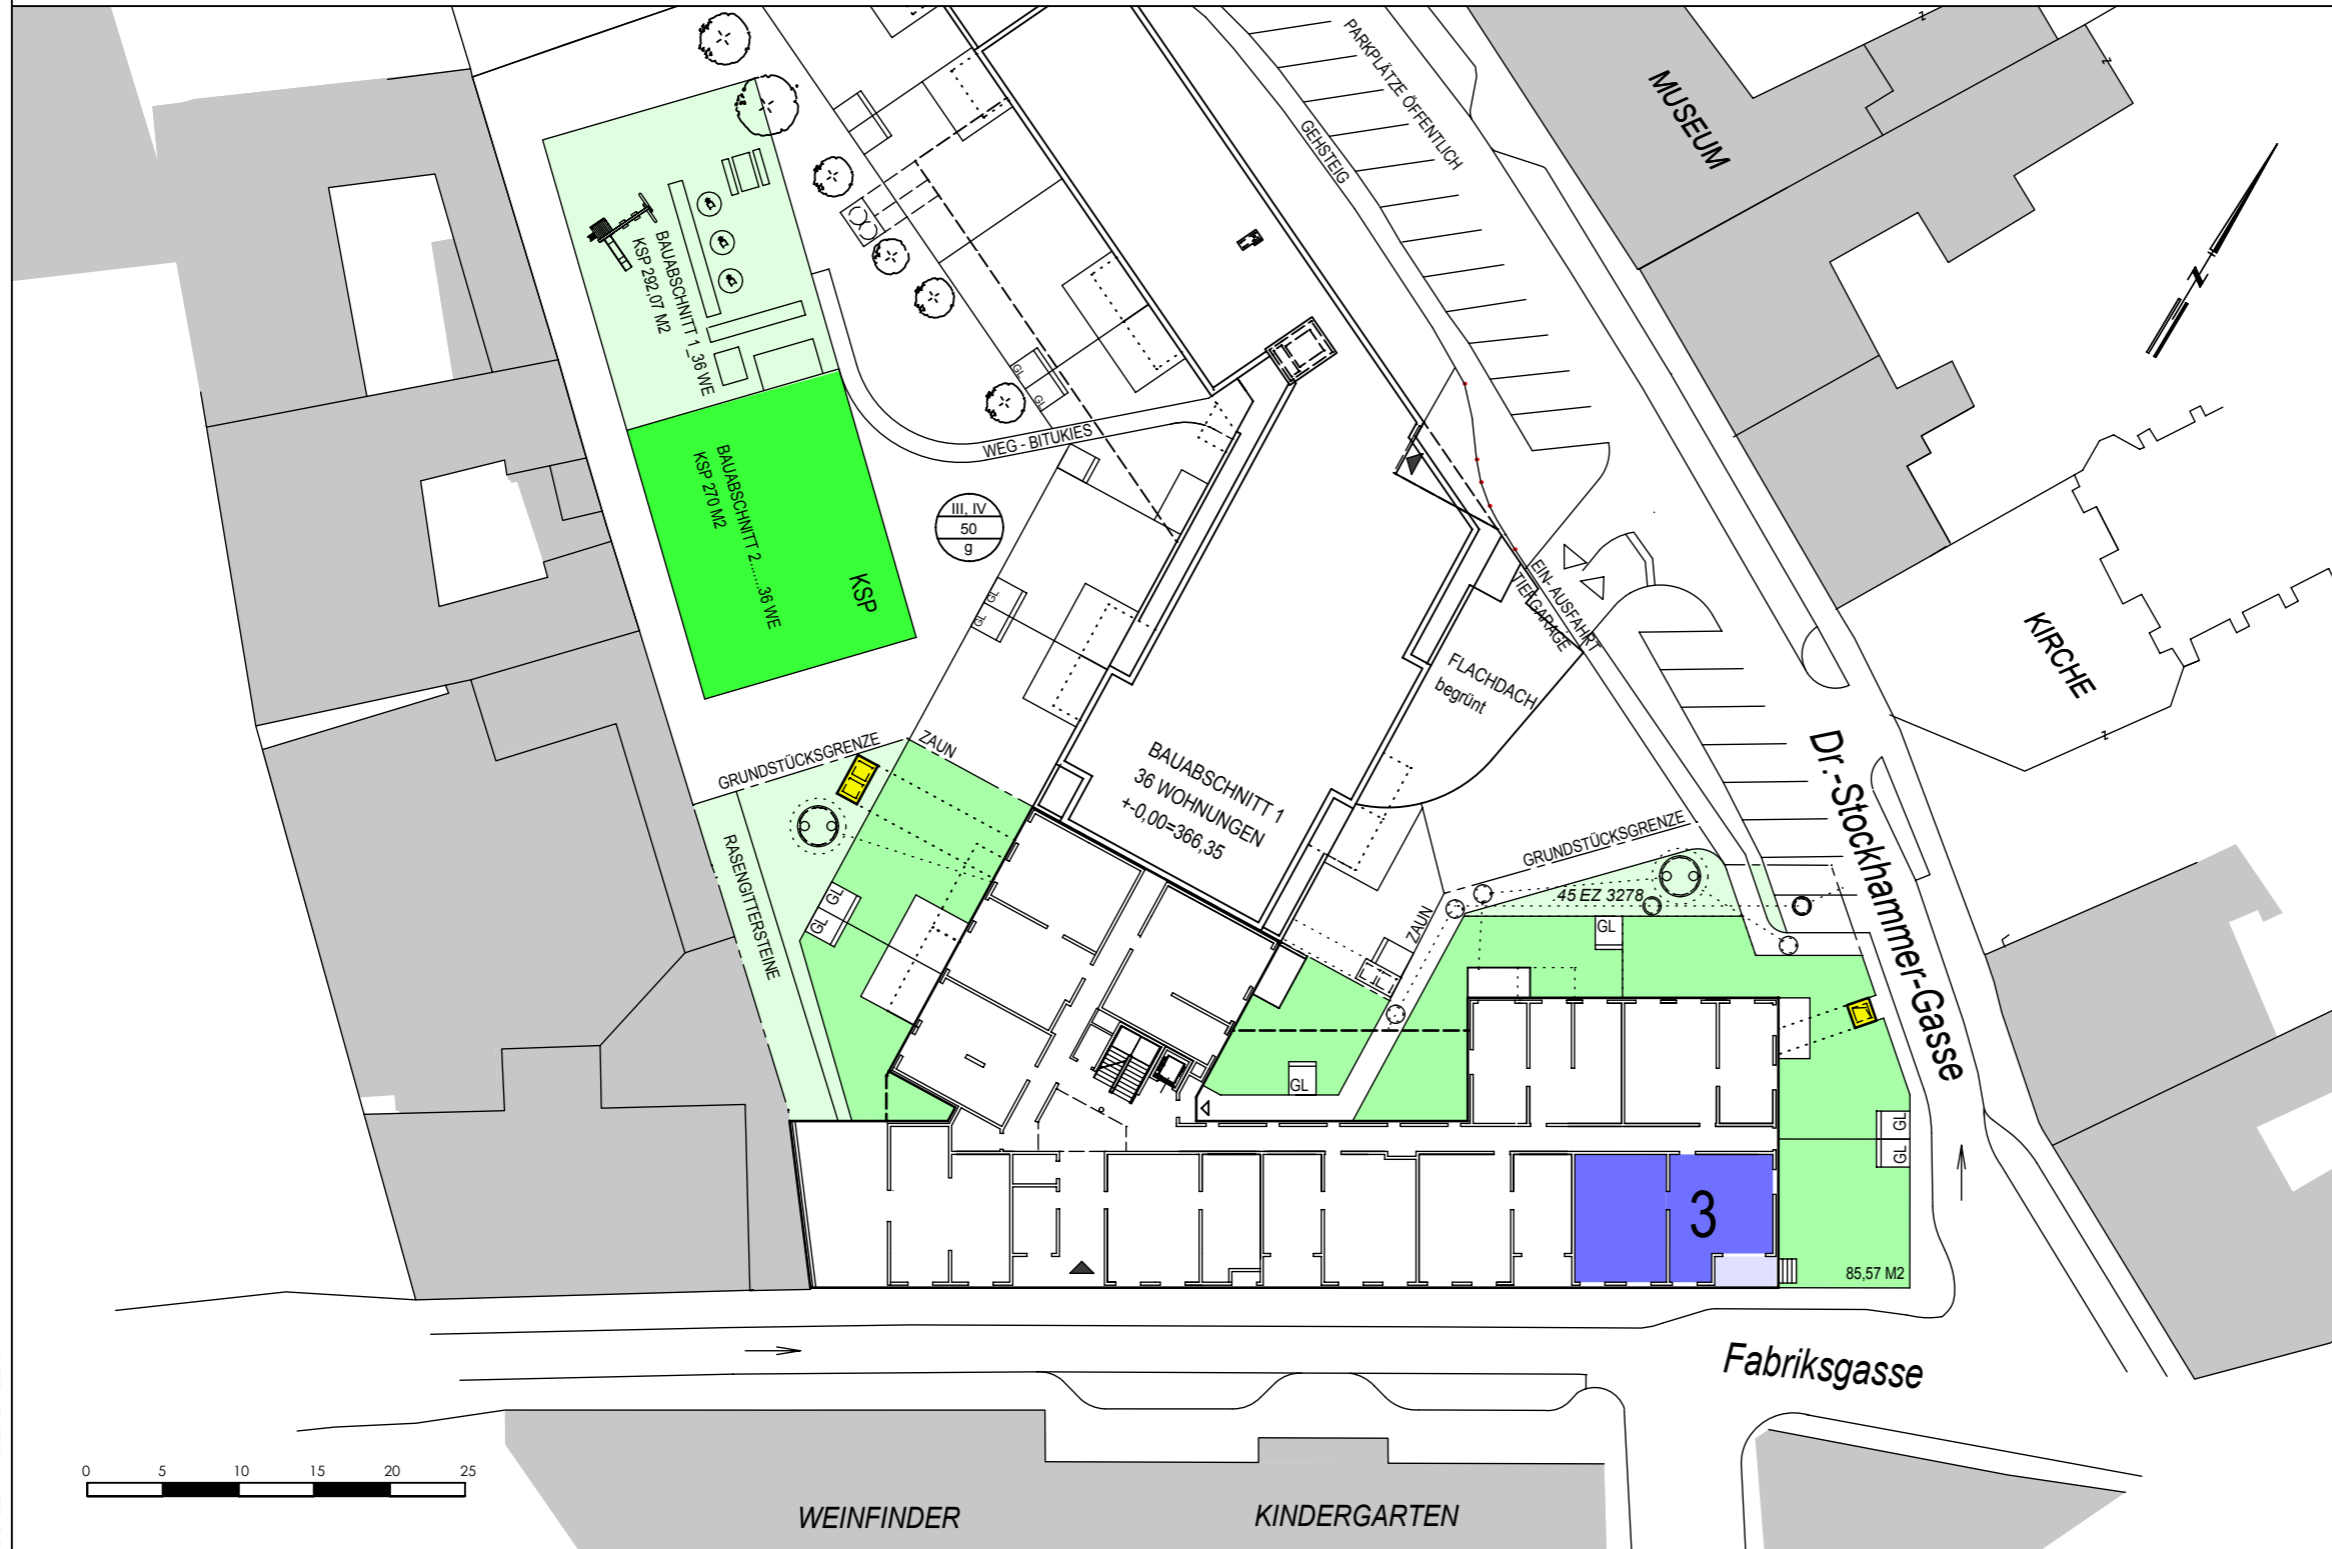 PARKPLÄTZE ÖFFENTLICH
GEHSTEIG
MUSEUM
Z
Z
N
BAUABSCHNITT 1_36 WE
KSP 292,07 M2
GL
GL
WEG - BITUKIES
BAUABSCHNITT 2.......36 WE
KSP 270 M2
KSP
III, IV
50
g
GL
GL
EIN- AUSFAHRT
TIEFGARAGE
KIRCHE
Z
FLACHDACH
begrünt
GRUNDSTÜCKSGRENZE
ZAUN
BAUABSCHNITT 1
36 WOHNUNGEN
+-0,00=366,35
Dr.-Stockhammer-Gasse
GRUNDSTÜCKSGRENZE
RASENGITTERSTEINE
45 EZ 3278
ZAUN
GL
GL
GL
GL
GL
GL
3
85,57 M2
Fabriksgasse
0 5 10 15 20 25
WEINFINDER
KINDERGARTEN